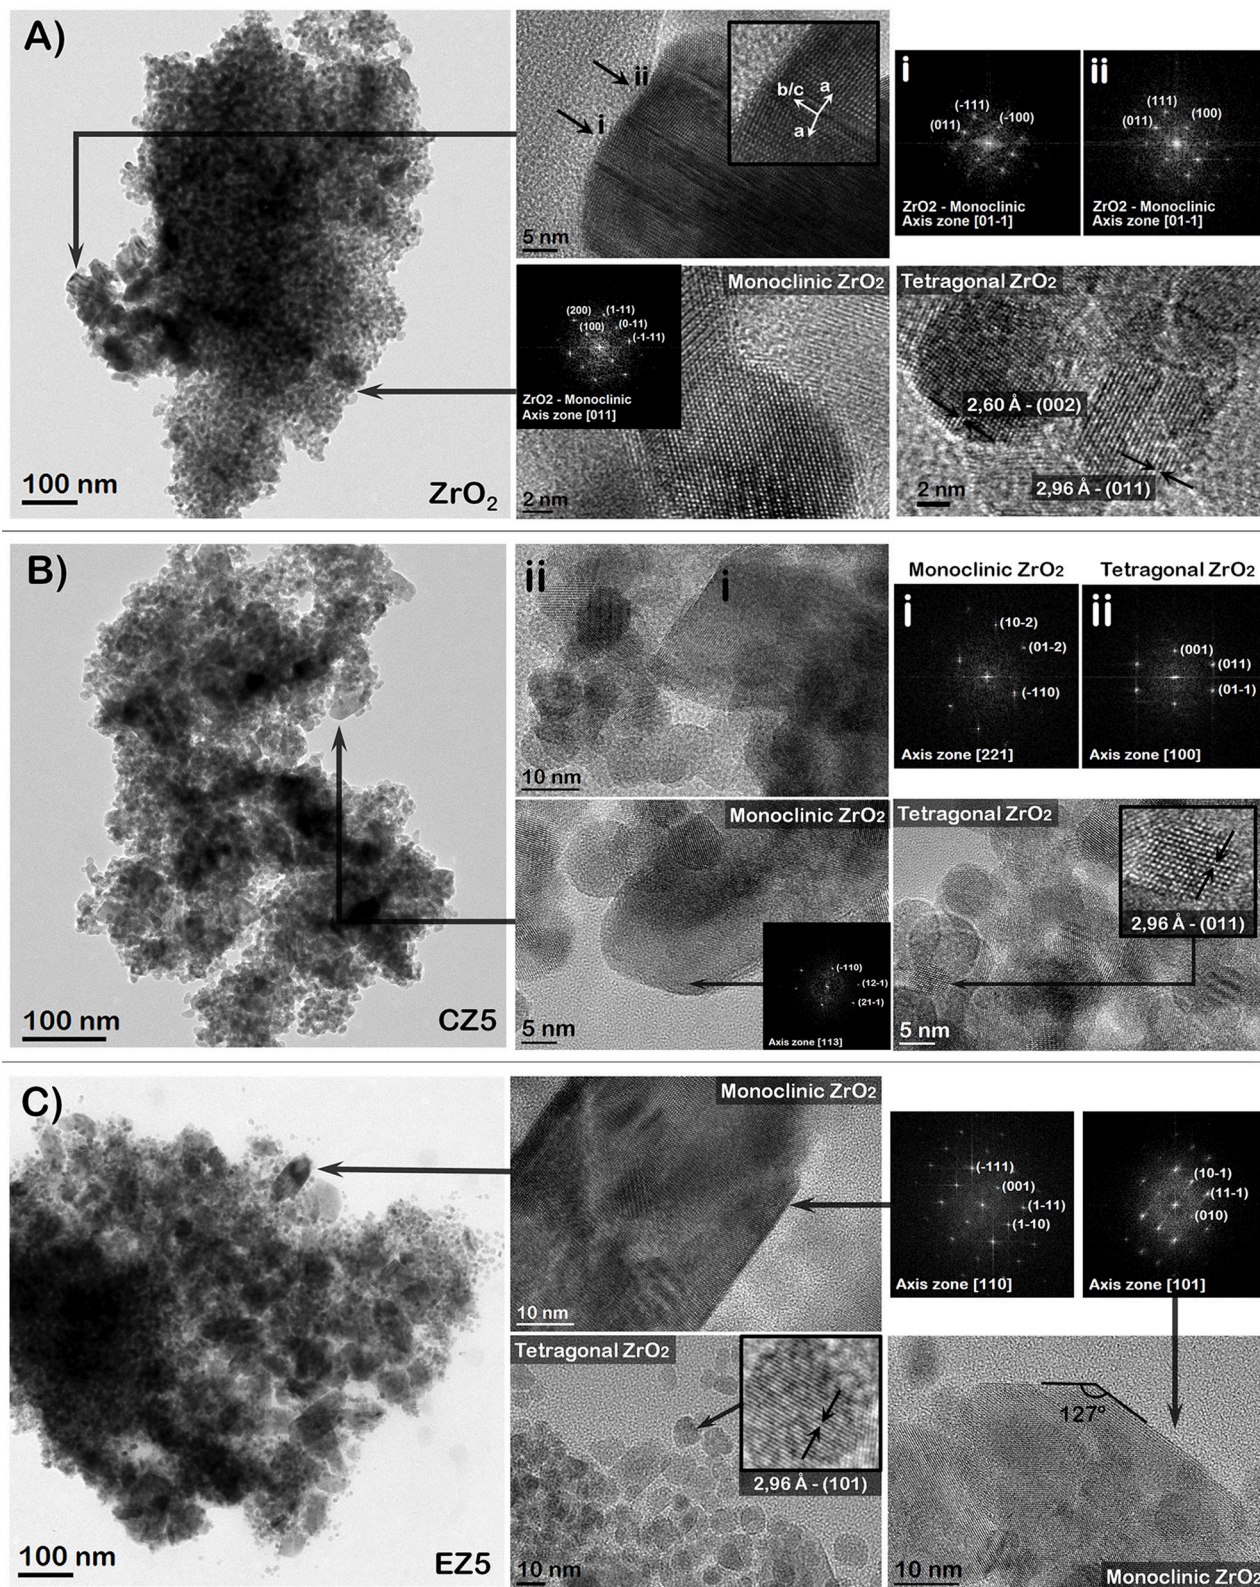 A)
100 nm
ZrO2
ii
i
b/c
a
a
5 nm
i
(-111)
(011)
(-100)
ZrO2 - Monoclinic
Axis zone [01-1]
ii
(111)
(011)
(100)
ZrO2 - Monoclinic
Axis zone [01-1]
Monoclinic ZrO2
(200)
(1-11)
(100)
(0-11)
(-1-11)
ZrO2 - Monoclinic
Axis zone [011]
2 nm
Tetragonal ZrO2
2,60 Å - (002)
2,96 Å - (011)
2 nm
B)
100 nm
CZ5
ii
i
10 nm
Monoclinic ZrO2
i
(10-2)
(01-2)
(-110)
Axis zone [221]
Tetragonal ZrO2
ii
(001)
(011)
(01-1)
Axis zone [100]
Monoclinic ZrO2
(-110)
(12-1)
(21-1)
Axis zone [113]
5 nm
Tetragonal ZrO2
2,96 Å - (011)
5 nm
C)
100 nm
EZ5
Monoclinic ZrO2
10 nm
(-111)
(001)
(1-11)
(1-10)
Axis zone [110]
(10-1)
(11-1)
(010)
Axis zone [101]
Tetragonal ZrO2
2,96 Å - (101)
10 nm
127º
10 nm
Monoclinic ZrO2